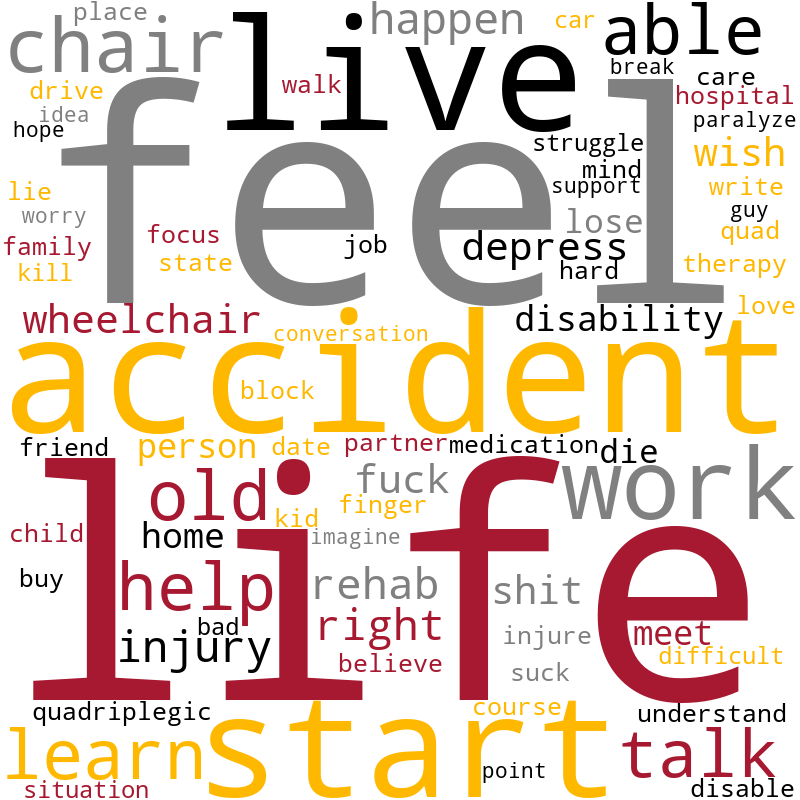 place
happen
car
chair
live
able
break
walk
care
drive
hospital
idea
paralyze
hope
feel
struggle
wish
mind
support
write
lie
guy
worry
lose
quad
focus
family
job
depress
state
therapy
kill
hard
love
wheelchair
disability
conversation
accident
block
friend
person
date
partner
medication
die
fuck
work
old
finger
kid
child
home
imagine
life
buy
help
rehab
shit
bad
right
injure
meet
injury
believe
difficult
suck
quadriplegic
course
understand
learn
start
talk
point
situation
disable